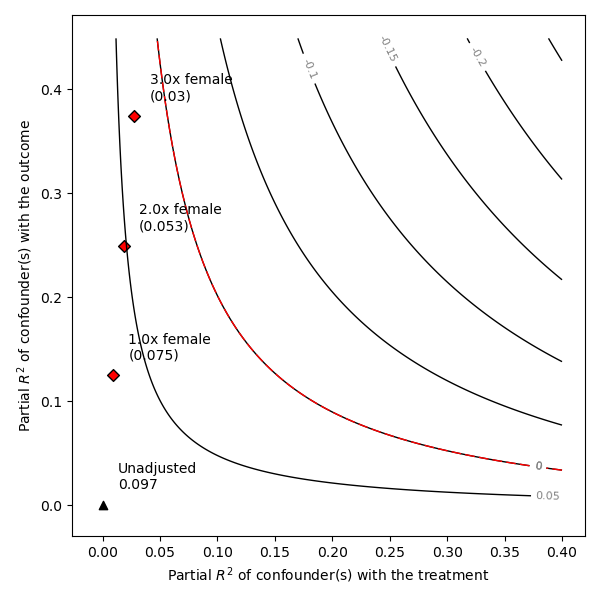 -0.15
-0.2
-0.1
3.0x female
(0.03)
2.0x female
(0.053)
1.0x female
(0.075)
Unadjusted
0.097
0
0.05
0.4
0.3
0.2
0.1
0.0
0.00 0.05 0.10 0.15 0.20 0.25 0.30 0.35 0.40
Partial R² of confounder(s) with the treatment
Partial R² of confounder(s) with the outcome